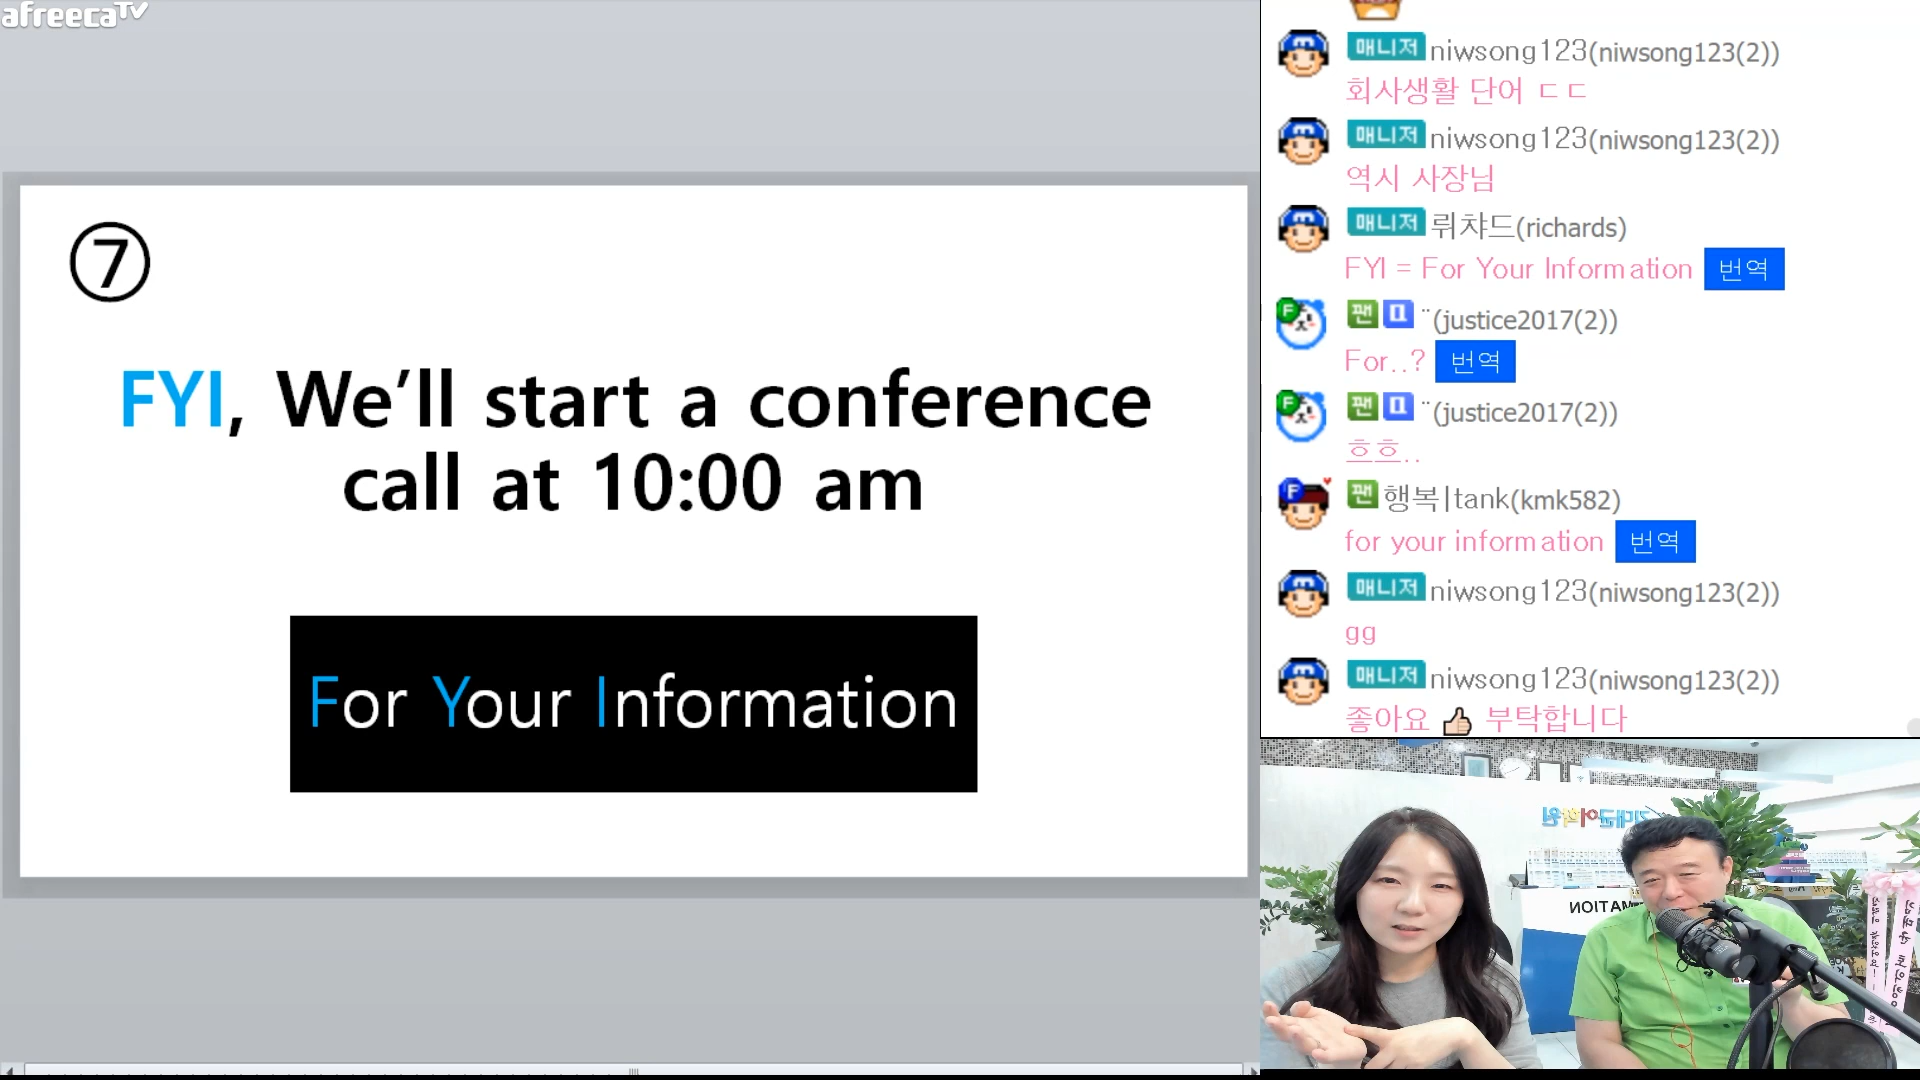 afreecaTV
⑦
FYI, We’ll start a conference
call at 10:00 am
For Your Information
매니저 niwsong123(niwsong123(2))
회사생활 단어 ㄷㄷ
매니저 niwsong123(niwsong123(2))
역시 사장님
매니저 뤼챠드(richards)
FYI = For Your Information 번역
팬 ¨(justice2017(2))
For..? 번역
팬 ¨(justice2017(2))
흐흐..
팬 행복|tank(kmk582)
for your information 번역
매니저 niwsong123(niwsong123(2))
gg
매니저 niwsong123(niwsong123(2))
좋아요 👍 부탁합니다